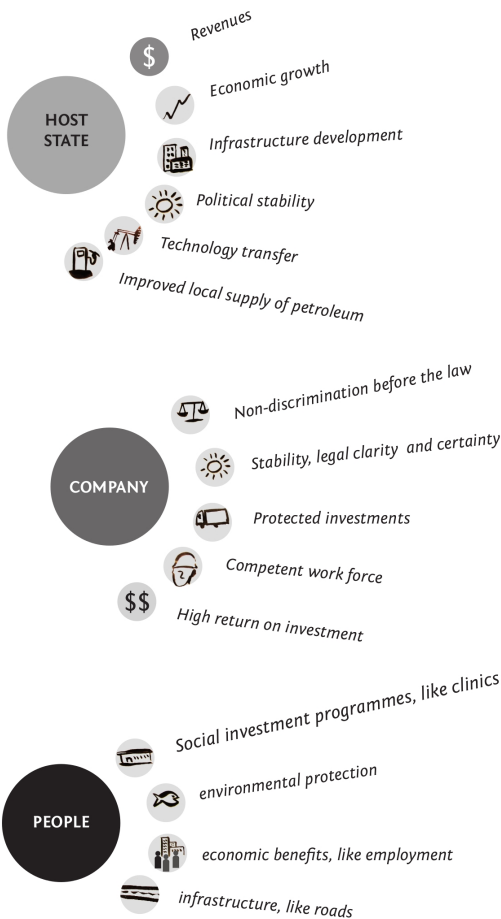 Revenues
$
Economic growth
HOST
STATE
Infrastructure development
Political stability
Technology transfer
Improved local supply of petroleum
Non-discrimination before the law
Stability, legal clarity and certainty
COMPANY
Protected investments
Competent work force
$$
High return on investment
Social investment programmes, like clinics
environmental protection
PEOPLE
economic benefits, like employment
infrastructure, like roads